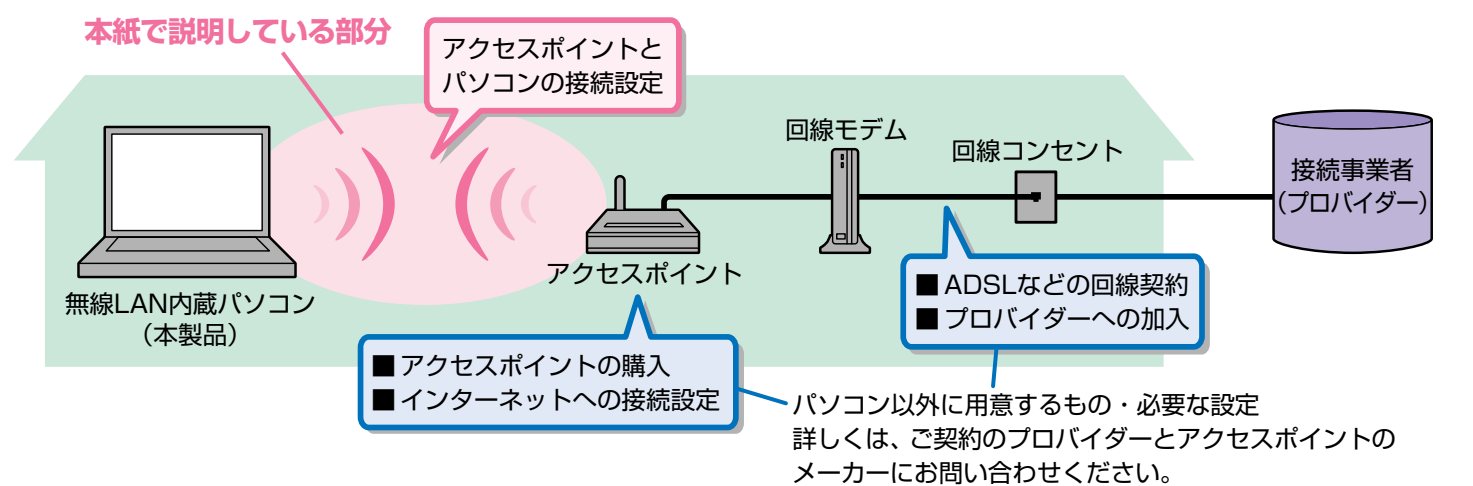 本紙で説明している部分
アクセスポイントと
パソコンの接続設定
回線モデム
回線コンセント
接続事業者
（プロバイダー）
アクセスポイント
無線LAN内蔵パソコン
（本製品）
■ ADSLなどの回線契約
■ プロバイダーへの加入
■ アクセスポイントの購入
■ インターネットへの接続設定
パソコン以外に用意するもの・必要な設定
詳しくは、ご契約のプロバイダーとアクセスポイントの
メーカーにお問い合わせください。